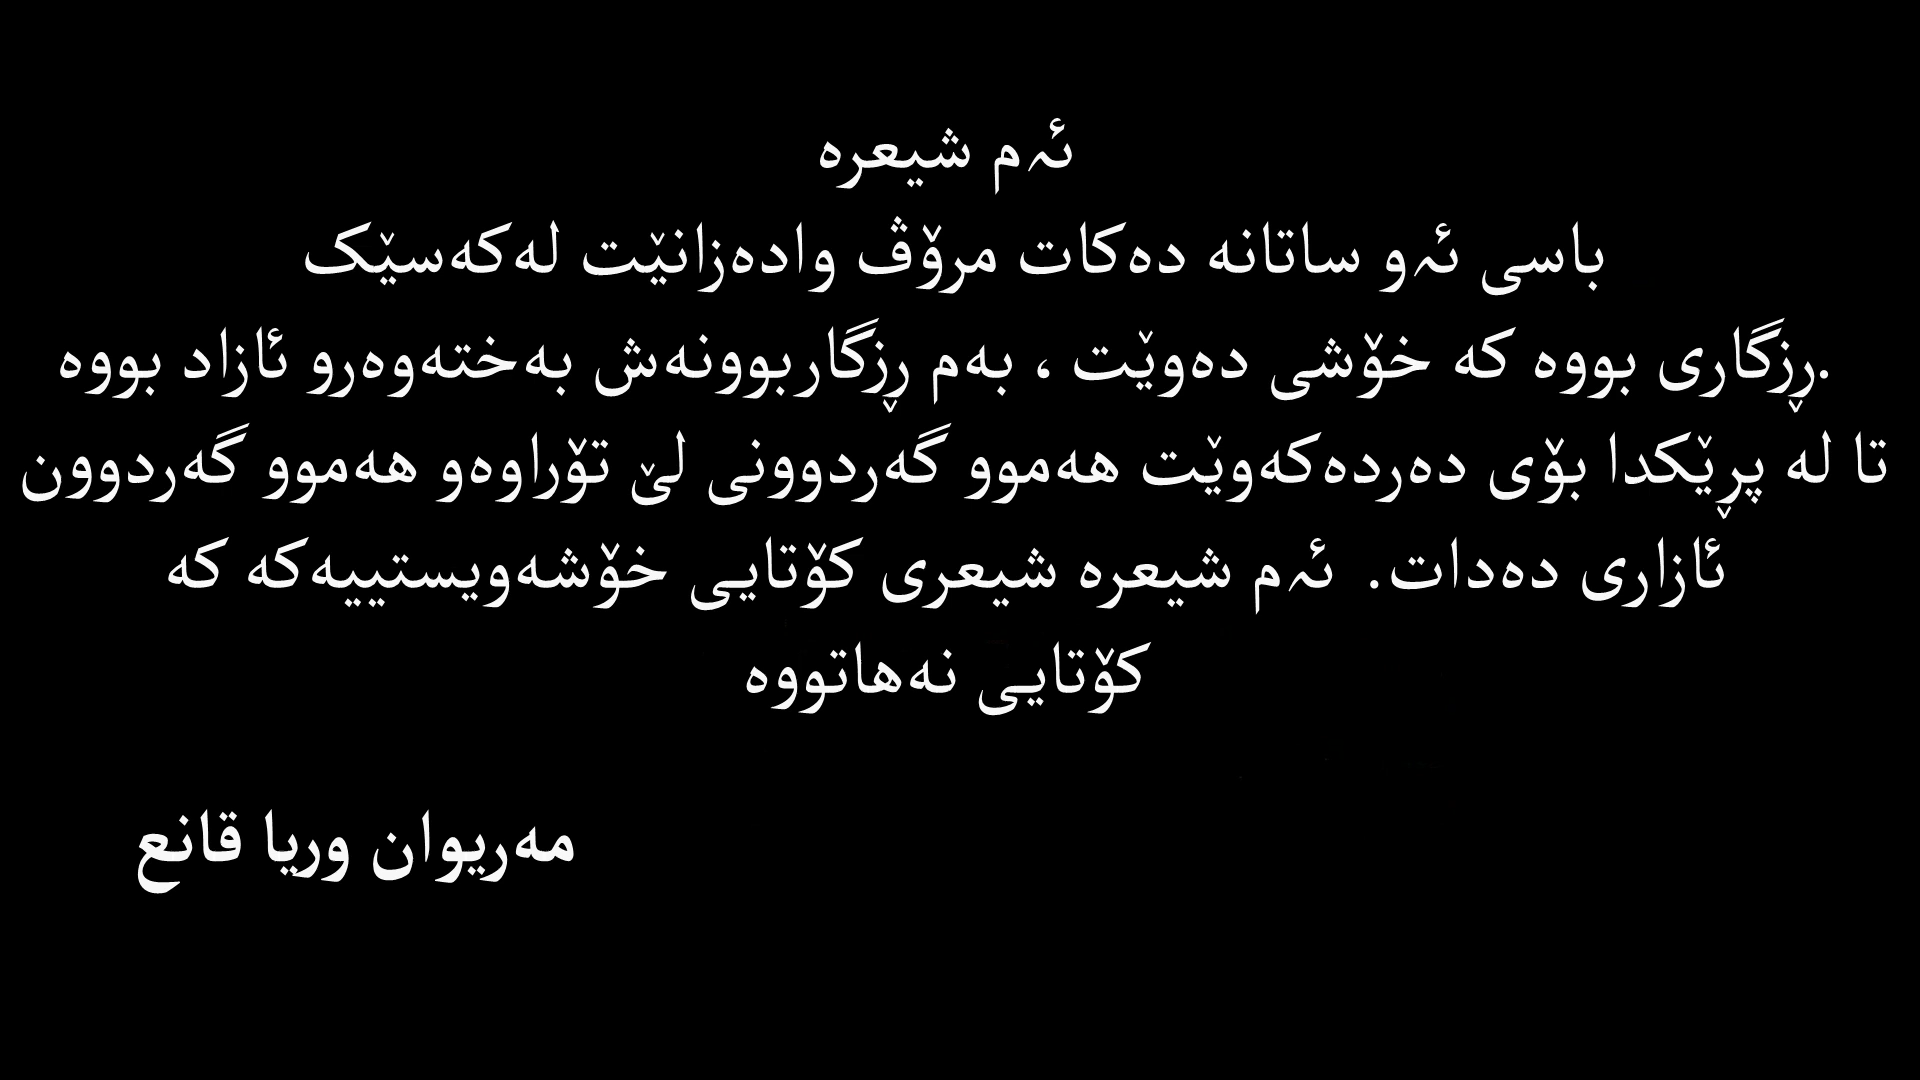 ئەم شیعرە
باسی ئەو ساتانە دەکات مرۆڤ وادەزانێت لەکەسێک
.ڕزگاری بووە کە خۆشی دەوێت ، بەم ڕزگاربوونەش بەختەوەرو ئازاد بووە
تا لە پڕێکدا بۆی دەردەکەوێت هەموو گەردوونی لێ تۆراوەو هەموو گەردوون
ئازاری دەدات. ئەم شیعرە شیعری کۆتایی خۆشەویستییەکە کە
کۆتایی نەهاتووە
مەریوان وریا قانع